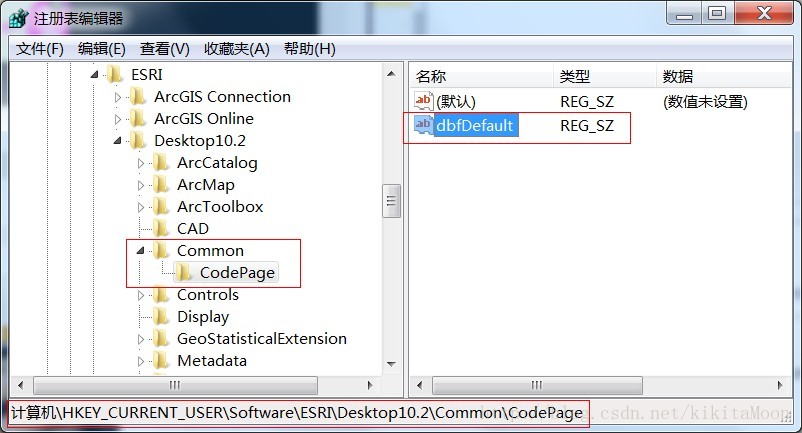 注册表编辑器
文件(F) 编辑(E) 查看(V) 收藏夹(A) 帮助(H)
ESRI
ArcGIS Connection
ArcGIS Online
Desktop10.2
ArcCatalog
ArcMap
ArcToolbox
CAD
Common
CodePage
Controls
Display
GeoStatisticalExtension
Metadata
名称 类型 数据
(默认) REG_SZ (数值未设置)
dbfDefault REG_SZ
计算机\HKEY_CURRENT_USER\Software\ESRI\Desktop10.2\Common\CodePage
csdn.net/kikitaMoon